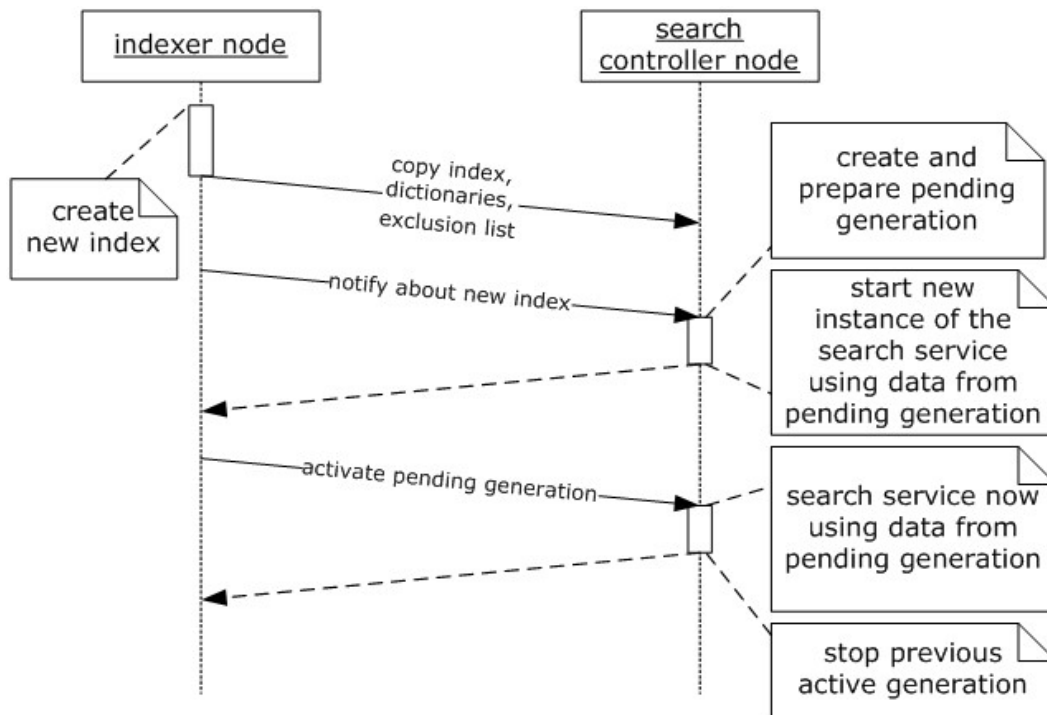 indexer node
search
controller node
create
new index
copy index,
dictionaries,
exclusion list
create and
prepare pending
generation
notify about new index
start new
instance of the
search service
using data from
pending generation
activate pending generation
search service now
using data from
pending generation
stop previous
active generation